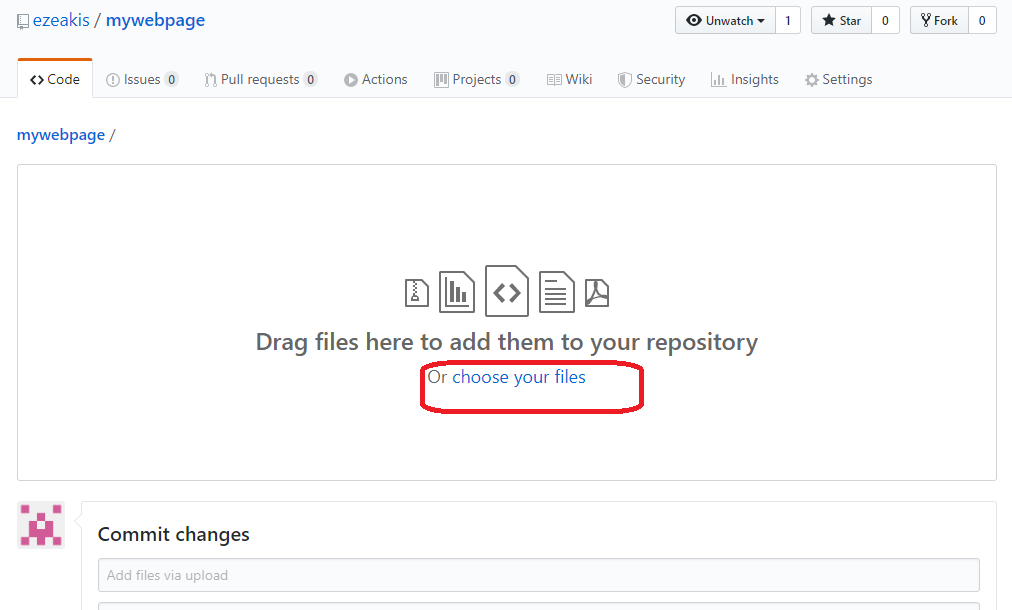 ezeakis / mywebpage
Unwatch 1 Star 0 Fork 0
Code Issues 0 Pull requests 0 Actions Projects 0 Wiki Security Insights Settings
mywebpage /
Drag files here to add them to your repository
Or choose your files
Commit changes
Add files via upload